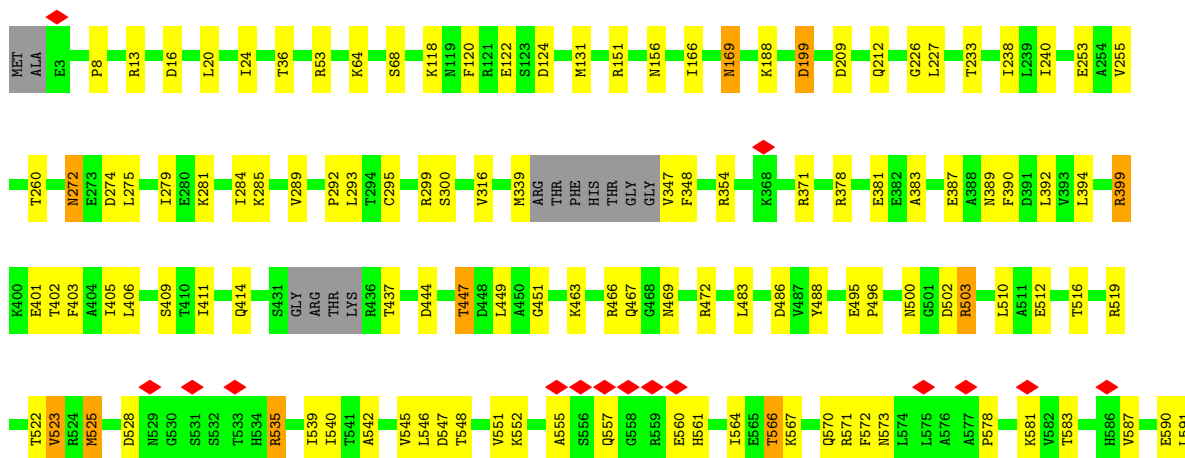 MET ALA E3 P8 R13 D16 L20 I24 T36 R53 K64 S68 K118 N119 F120 R121 E122 S123 D124 M131 R151 N156 I166 N169 K188 D199 D209 Q212 G226 L227 T233 I238 L239 I240 E253 A254 V255
T260 N272 E273 D274 L275 I279 E280 K281 I284 K285 V289 P292 L293 T294 C295 R299 S300 V316 M339 ARG THR PHE HIS THR GLY GLY V347 F348 R354 K368 R371 R378 E381 E382 A383 E387 A388 N389 F390 D391 L392 V393 L394 R399
K400 E401 T402 F403 A404 I405 L406 S409 T410 I411 Q414 S431 GLY ARG THR LYS R436 T437 D444 T447 D448 L449 A450 G451 K463 R466 Q467 G468 N469 R472 L483 D486 V487 Y488 E495 P496 N500 G501 D502 R503 L510 A511 E512 T516 R519
T522 V523 R524 M525 D528 N529 G530 S531 S532 T533 H534 R535 I539 I540 T541 A542 V545 L546 D547 T548 V551 K552 A555 S556 Q557 G558 R559 E560 H561 I564 E565 T566 K567 Q570 R571 F572 N573 L574 L575 A576 A577 P578 K581 V582 T583 H586 V587 E590 L591